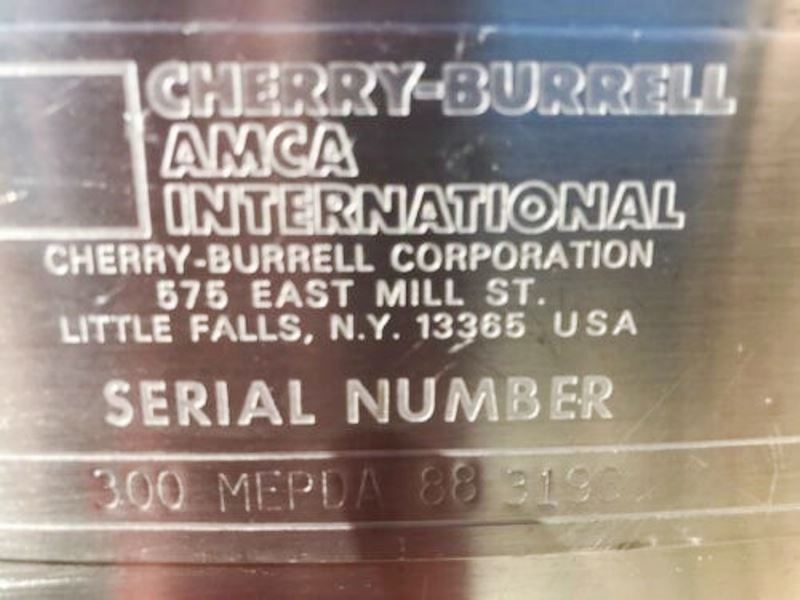 CHERRY-BURRELL
AMCA
INTERNATIONAL
CHERRY-BURRELL CORPORATION
575 EAST MILL ST.
LITTLE FALLS, N.Y. 13365 USA
SERIAL NUMBER
300 MEPDA 88